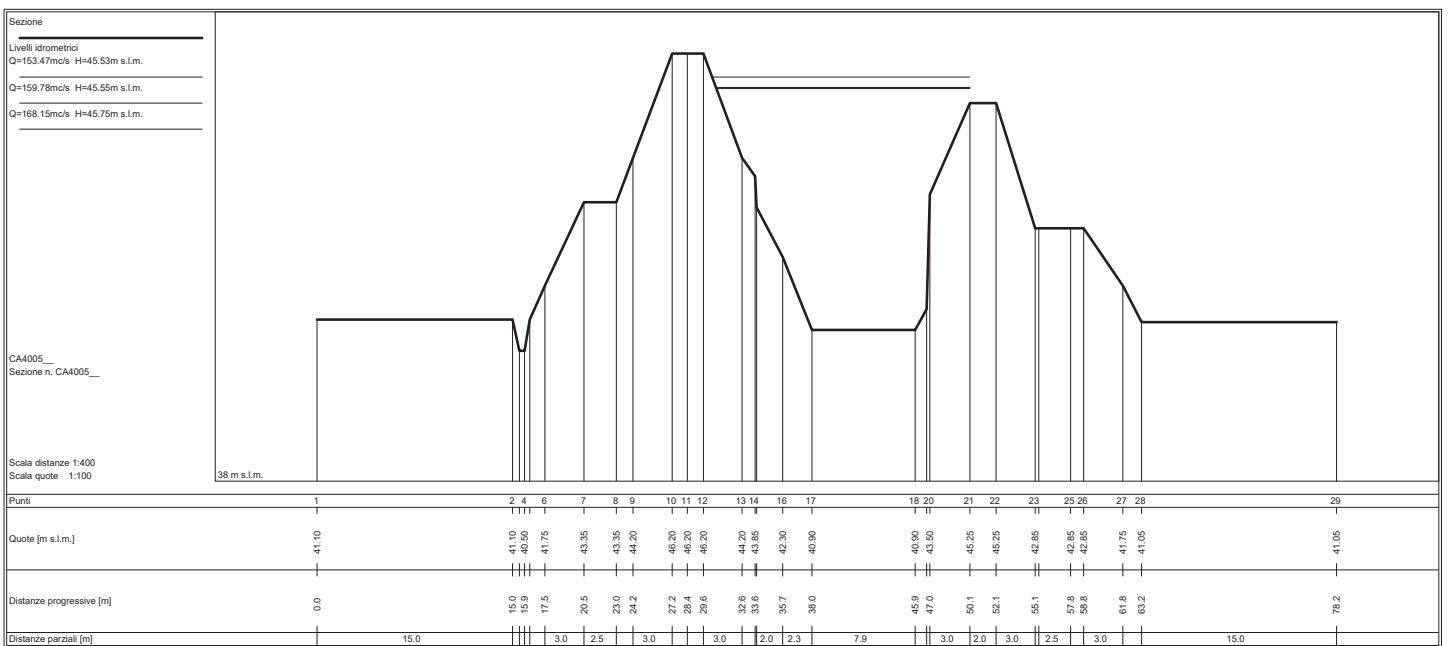 Sezione
Livelli idrometrici
Q=153.47mc/s H=45.53m s.l.m.
Q=159.78mc/s H=45.55m s.l.m.
Q=168.15mc/s H=45.75m s.l.m.
CA4005__
Sezione n. CA4005__
Scala distanze 1:400
Scala quote 1:100
38 m s.l.m.
Punti 1 2 4 6 7 8 9 10 11 12 13 14 16 17 18 20 21 22 23 25 26 27 28 29
Quote [m s.l.m.] 41.10 41.10 40.50 41.75 43.35 43.35 44.20 46.20 46.20 46.20 44.20 43.85 42.30 40.90 40.90 43.50 45.25 45.25 42.85 42.85 42.85 41.75 41.05 41.05
Distanze progressive [m] 0.0 15.0 15.9 17.5 20.5 23.0 24.2 27.2 28.4 29.6 32.6 33.6 35.7 38.0 45.9 47.0 50.1 52.1 55.1 57.8 58.8 61.8 63.2 78.2
Distanze parziali [m] 15.0 3.0 2.5 3.0 3.0 2.0 2.3 7.9 3.0 2.0 3.0 2.5 3.0 15.0